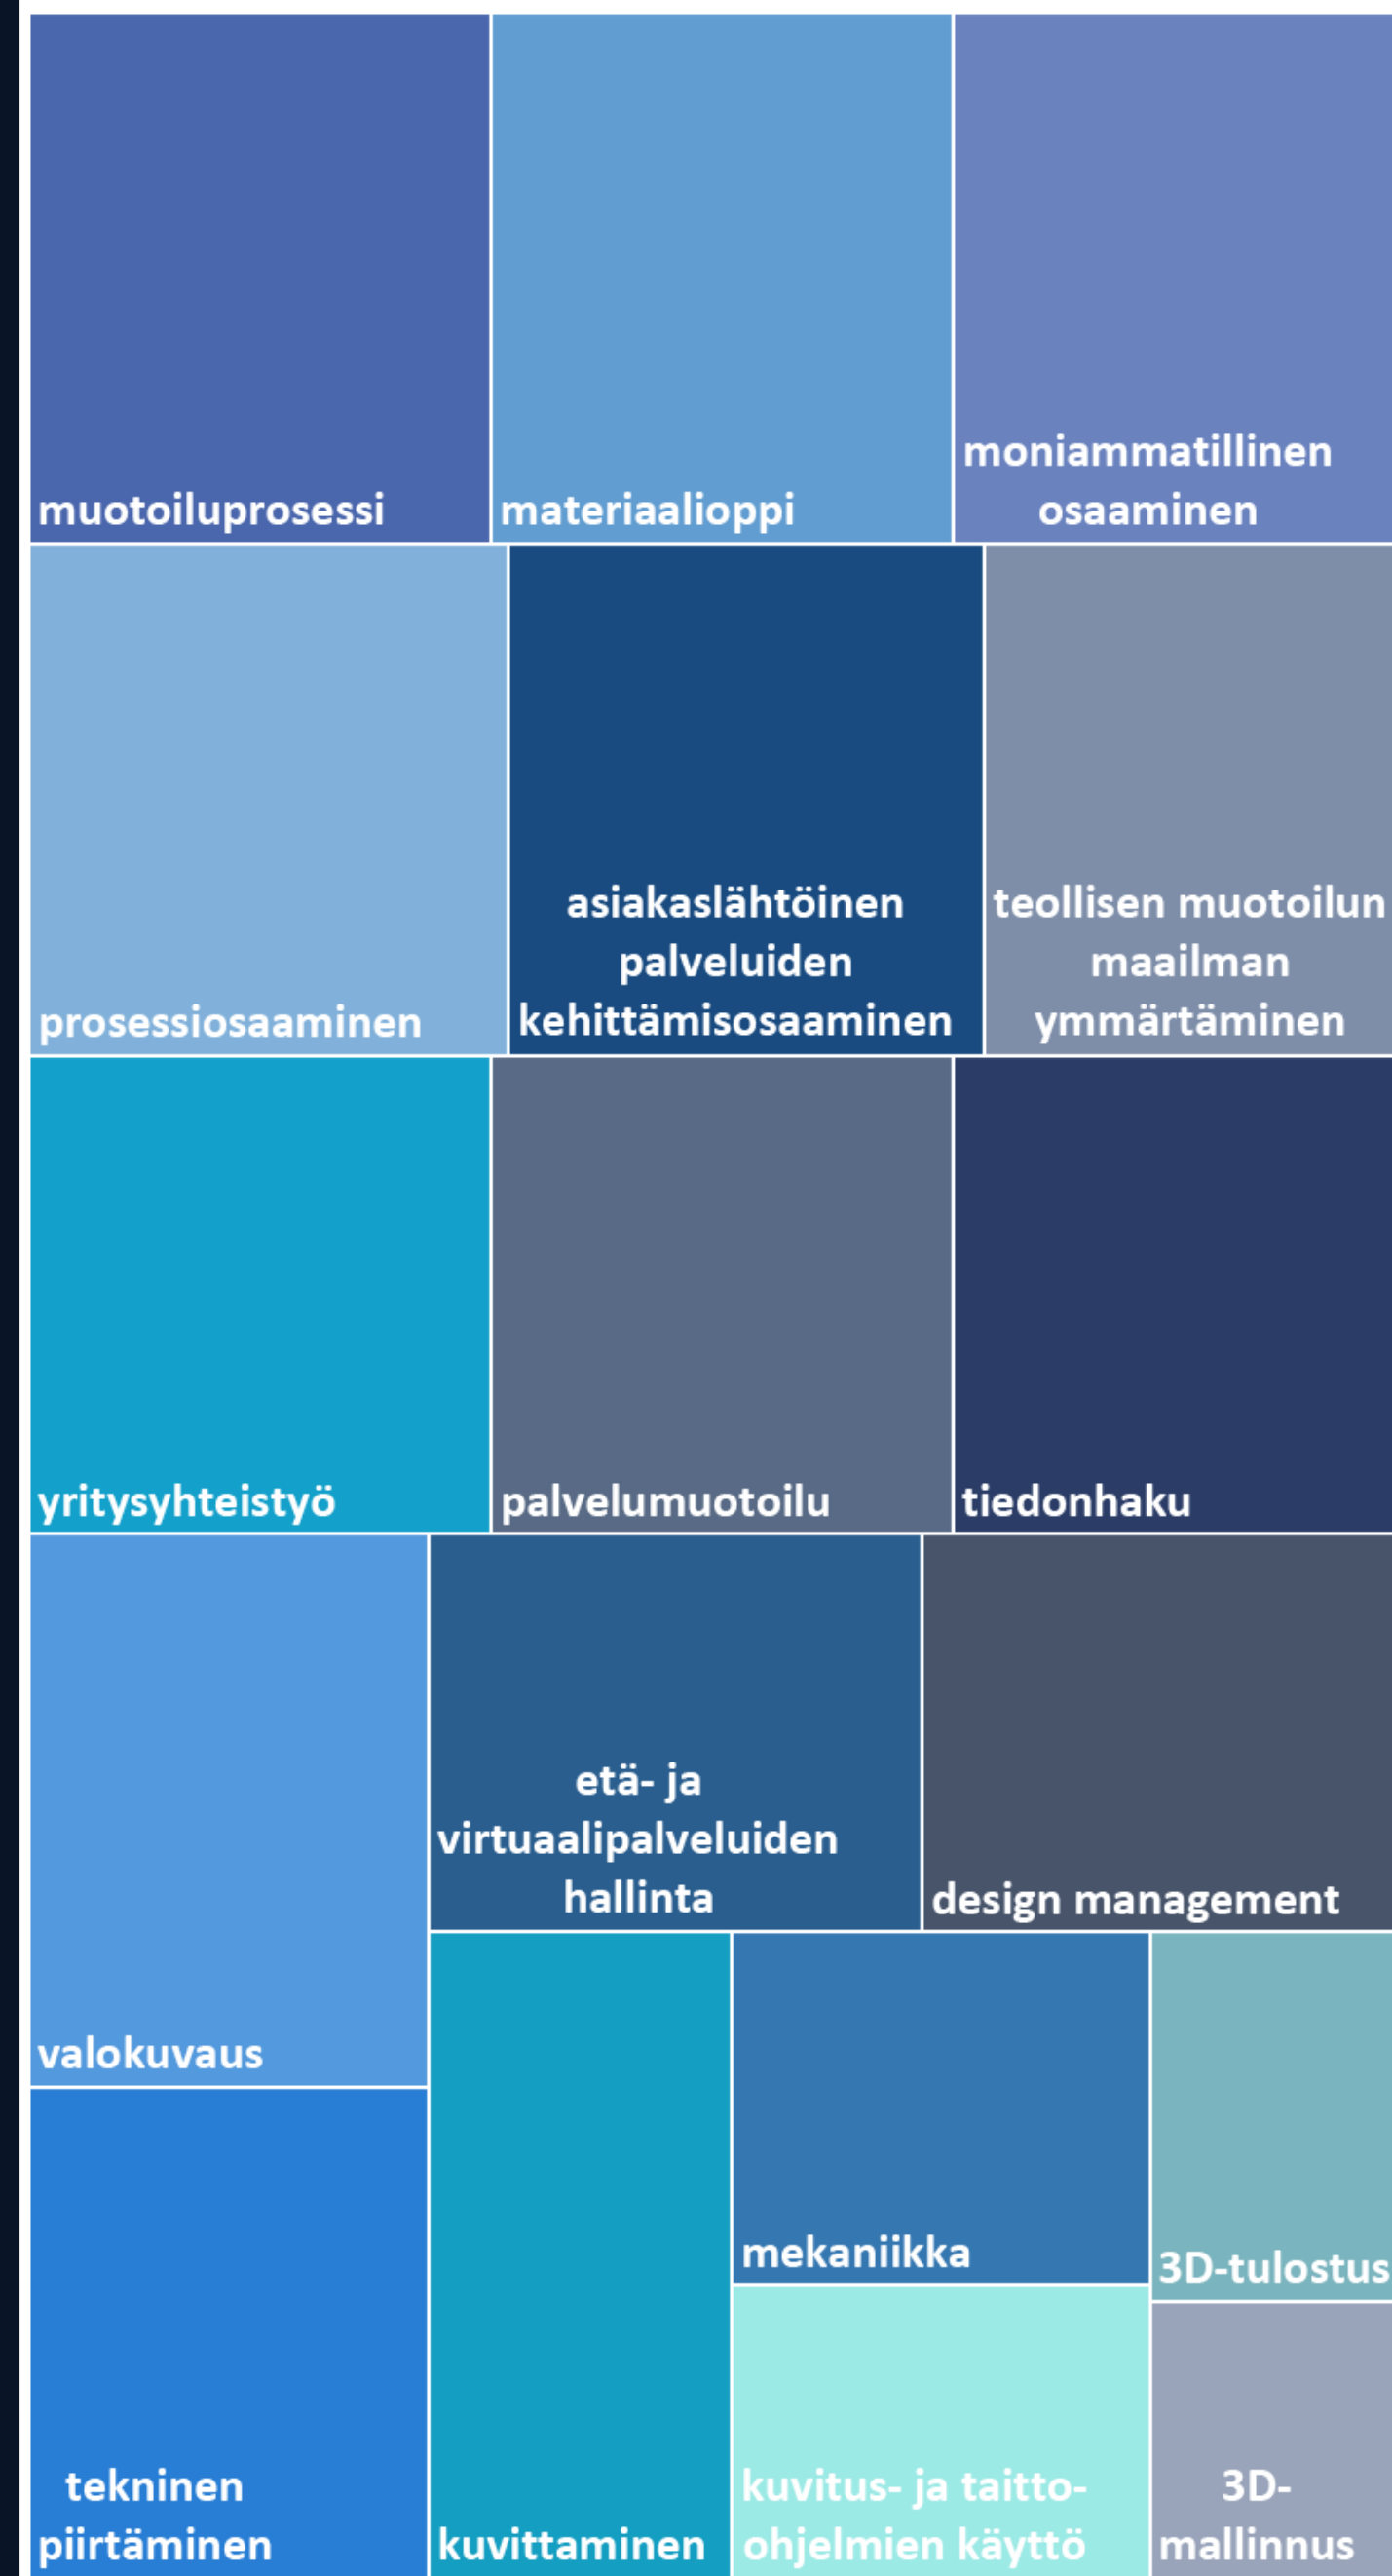 muotoiluprosessi
materiaalioppi
moniammatillinen
osaaminen
prosessiosaaminen
asiakaslähtöinen
palveluiden
kehittämisosaaminen
teollisen muotoilun
maailman
ymmärtäminen
yritysyhteistyö
palvelumuotoilu
tiedonhaku
valokuvaus
etä- ja
virtuaalipalveluiden
hallinta
design management
tekninen
piirtäminen
kuvittaminen
mekaniikka
kuvitus- ja taitto-
ohjelmien käyttö
3D-tulostus
3D-
mallinnus